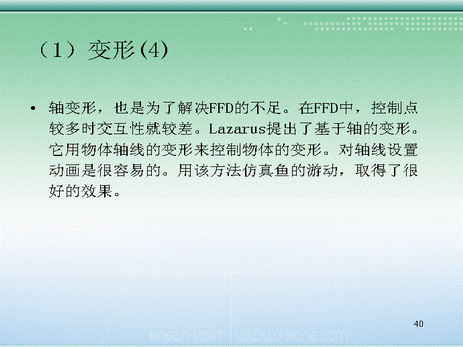 （1）变形(4)
• 轴变形，也是为了解决FFD的不足。在FFD中，控制点
较多时交互性就较差。Lazarus提出了基于轴的变形。
它用物体轴线的变形来控制物体的变形。对轴线设置
动画是很容易的。用该方法仿真鱼的游动，取得了很
好的效果。
40